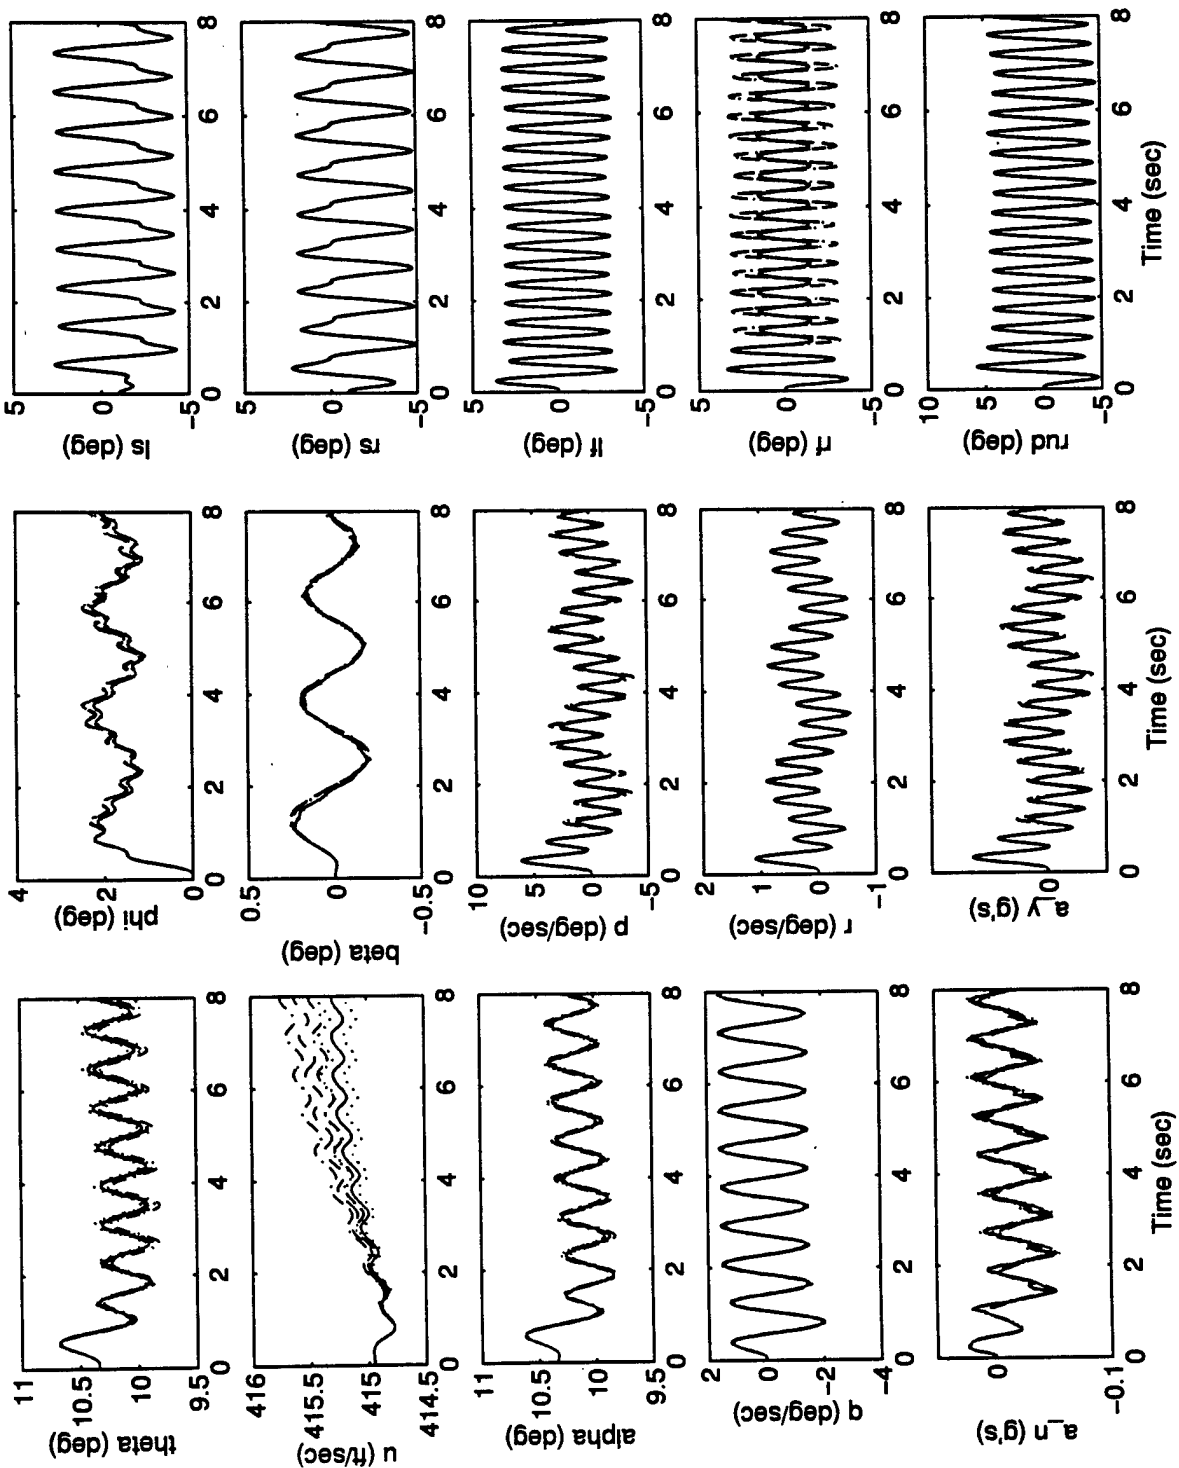 theta (deg)
11
10.5
10
9.5
0 2 4 6 8
u (ft/sec)
416
415.5
415
414.5
0 2 4 6 8
alpha (deg)
11
10.5
10
9.5
0 2 4 6 8
q (deg/sec)
2
0
-2
-4
0 2 4 6 8
a_n (g's)
0
-0.1
0 2 4 6 8
Time (sec)
phi (deg)
4
2
0
0 2 4 6 8
beta (deg)
0.5
0
-0.5
0 2 4 6 8
p (deg/sec)
10
5
0
-5
0 2 4 6 8
r (deg/sec)
2
1
0
-1
0 2 4 6 8
a_y (g's)
0
0 2 4 6 8
Time (sec)
ls (deg)
5
0
-5
0 2 4 6 8
rs (deg)
5
0
-5
0 2 4 6 8
lf (deg)
5
0
-5
0 2 4 6 8
rf (deg)
5
0
-5
0 2 4 6 8
rud (deg)
10
5
0
-5
0 2 4 6 8
Time (sec)